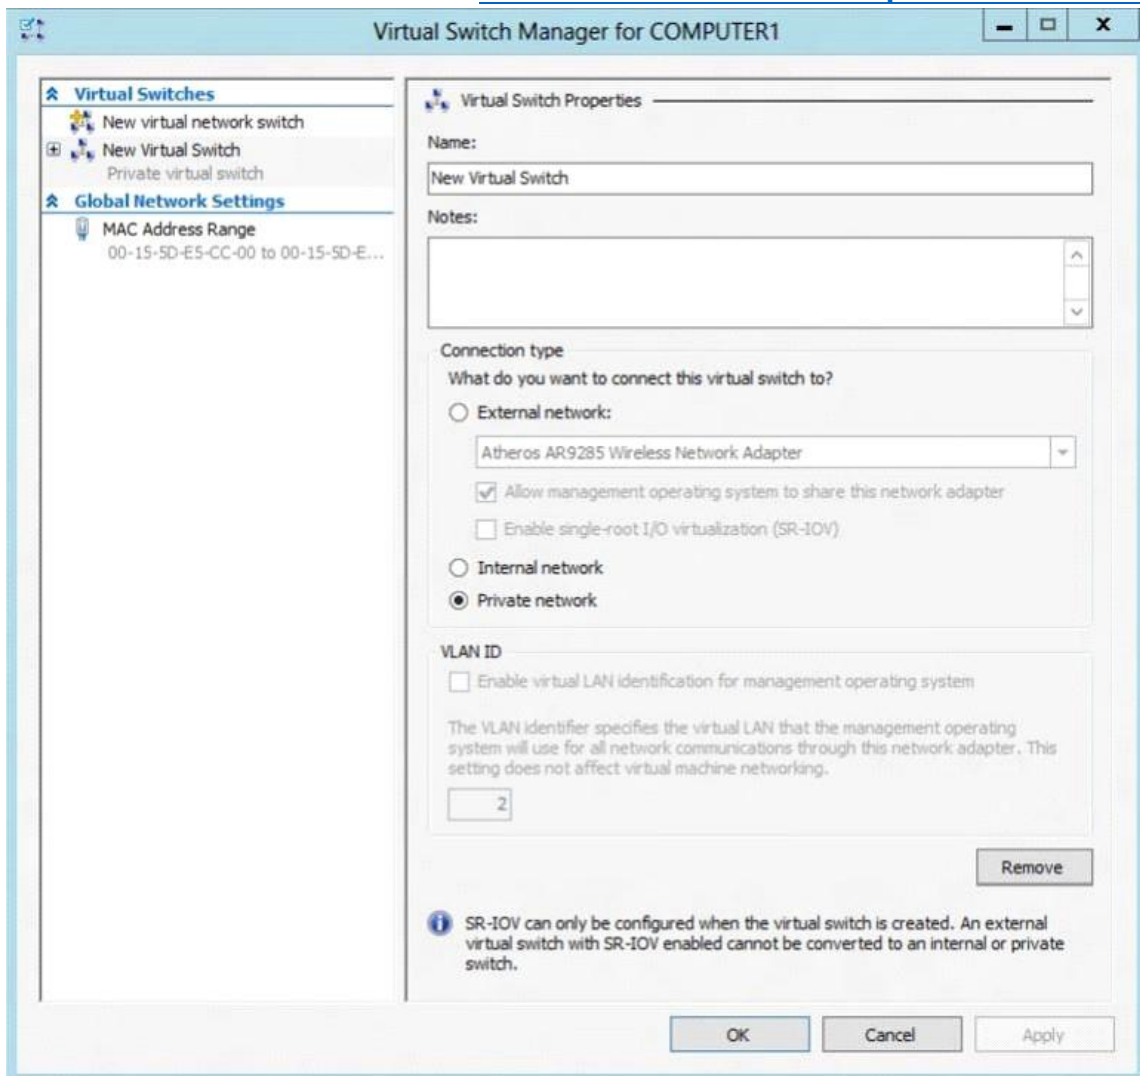 Virtual Switch Manager for COMPUTER1
Virtual Switches
New virtual network switch
New Virtual Switch
Private virtual switch
Global Network Settings
MAC Address Range
00-15-5D-E5-CC-00 to 00-15-5D-E...
Virtual Switch Properties
Name:
New Virtual Switch
Notes:
Connection type
What do you want to connect this virtual switch to?
External network:
Atheros AR9285 Wireless Network Adapter
Allow management operating system to share this network adapter
Enable single-root I/O virtualization (SR-IOV)
Internal network
Private network
VLAN ID
Enable virtual LAN identification for management operating system
The VLAN identifier specifies the virtual LAN that the management operating
system will use for all network communications through this network adapter. This
setting does not affect virtual machine networking.
2
Remove
SR-IOV can only be configured when the virtual switch is created. An external
virtual switch with SR-IOV enabled cannot be converted to an internal or private
switch.
OK Cancel Apply